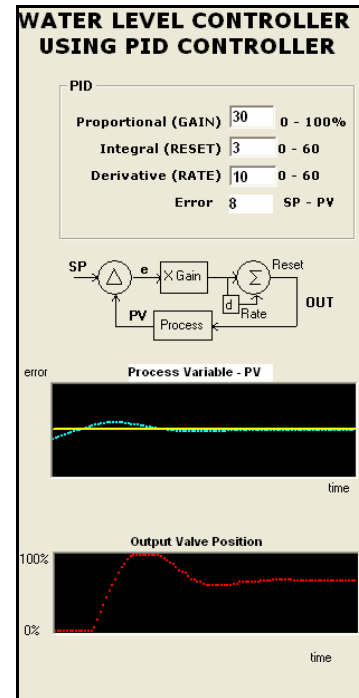 WATER LEVEL CONTROLLER
USING PID CONTROLLER
PID
Proportional (GAIN) 30 0 - 100%
Integral (RESET) 3 0 - 60
Derivative (RATE) 10 0 - 60
Error 8 SP - PV
SP e X Gain Σ Reset
Δ d Rate OUT
PV Process
error Process Variable - PV
time
Output Valve Position
100%
0%
time